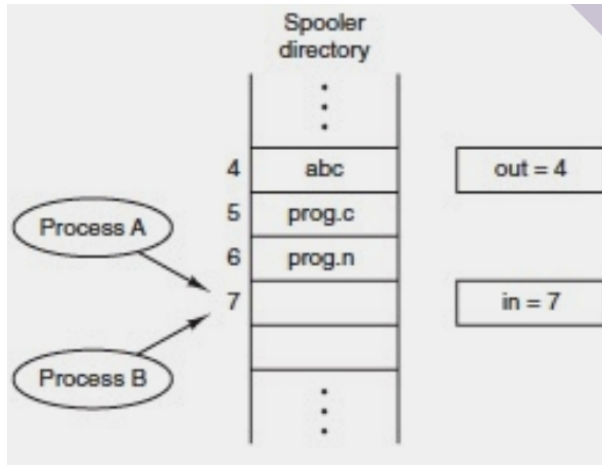 Spooler
directory
4 abc out = 4
Process A
5 prog.c
6 prog.n
7 in = 7
Process B